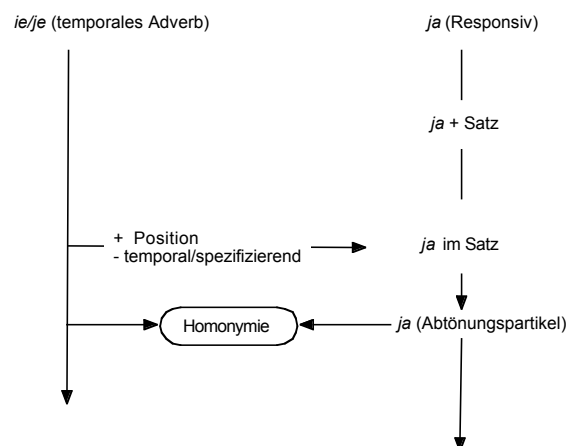 ie/je (temporales Adverb)
ja (Responsiv)
ja + Satz
+ Position
- temporal/spezifizierend
ja im Satz
Homonymie
ja (Abtönungspartikel)